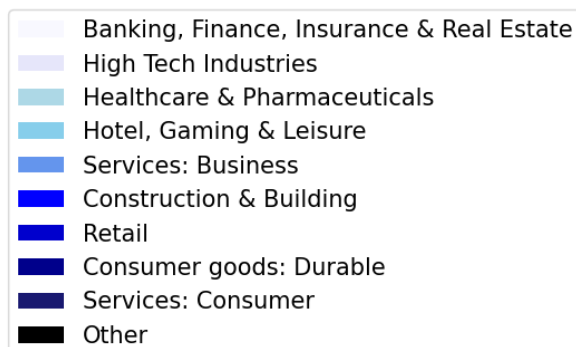 Banking, Finance, Insurance & Real Estate
High Tech Industries
Healthcare & Pharmaceuticals
Hotel, Gaming & Leisure
Services: Business
Construction & Building
Retail
Consumer goods: Durable
Services: Consumer
Other